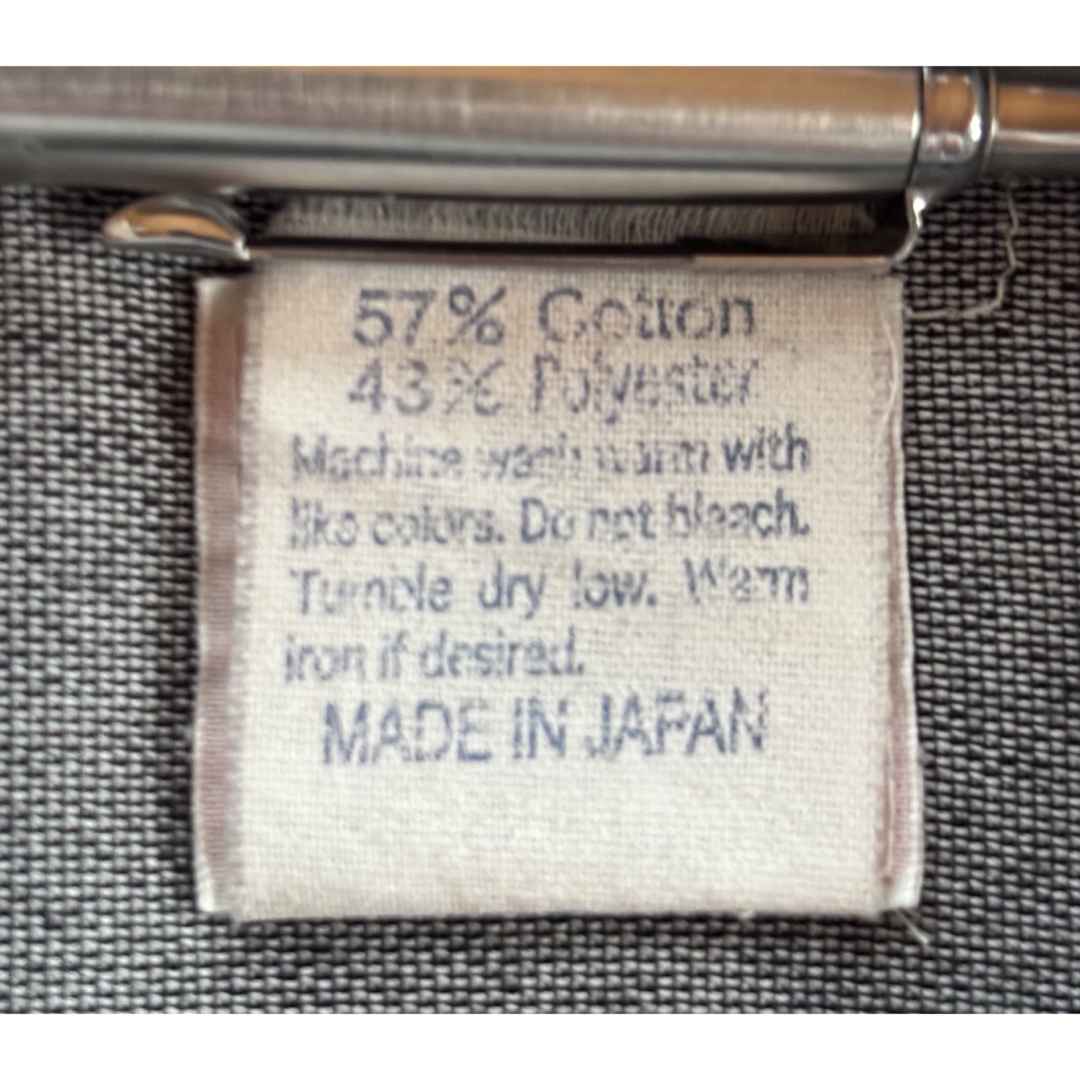 57% Cotton
43% Polyester
Machine wash warm with
like colors. Do not bleach.
Tumble dry low. Warm
iron if desired.
MADE IN JAPAN